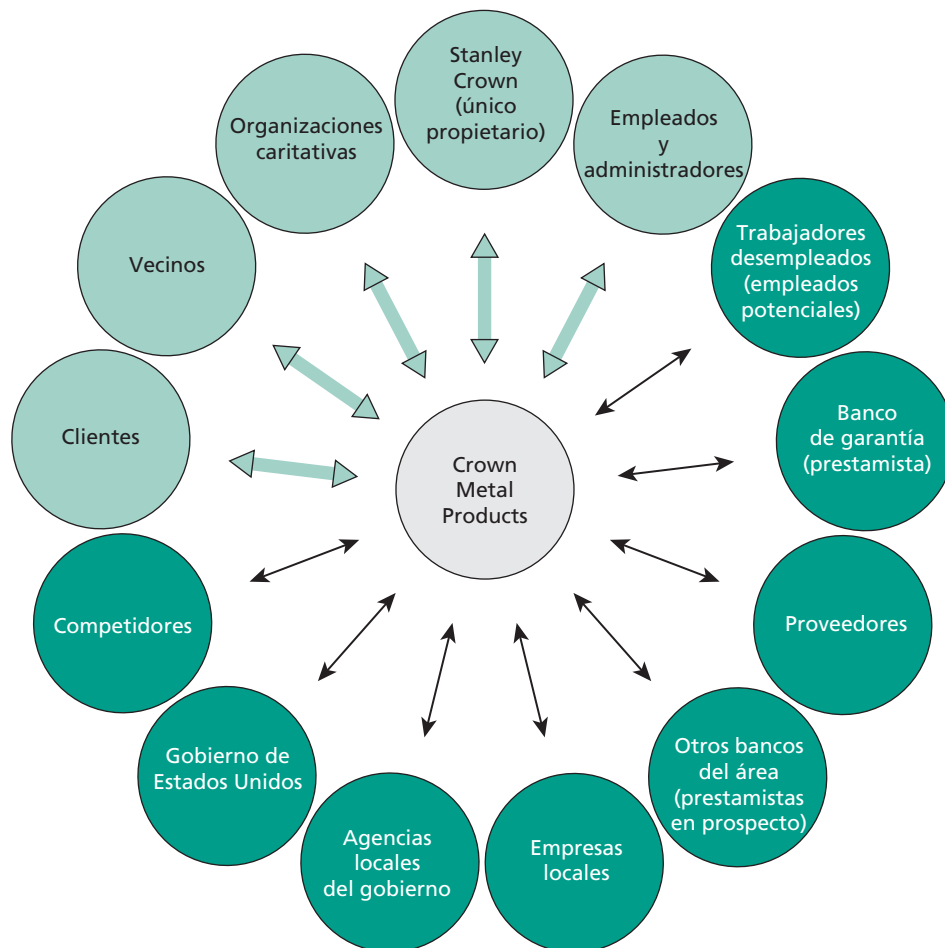 Stanley
Crown
(único
propietario)
Empleados
y
administradores
Trabajadores
desempleados
(empleados
potenciales)
Banco
de garantía
(prestamista)
Proveedores
Otros bancos
del área
(prestamistas
en prospecto)
Empresas
locales
Agencias
locales
del gobierno
Gobierno de
Estados Unidos
Competidores
Clientes
Vecinos
Organizaciones
caritativas
Crown
Metal
Products